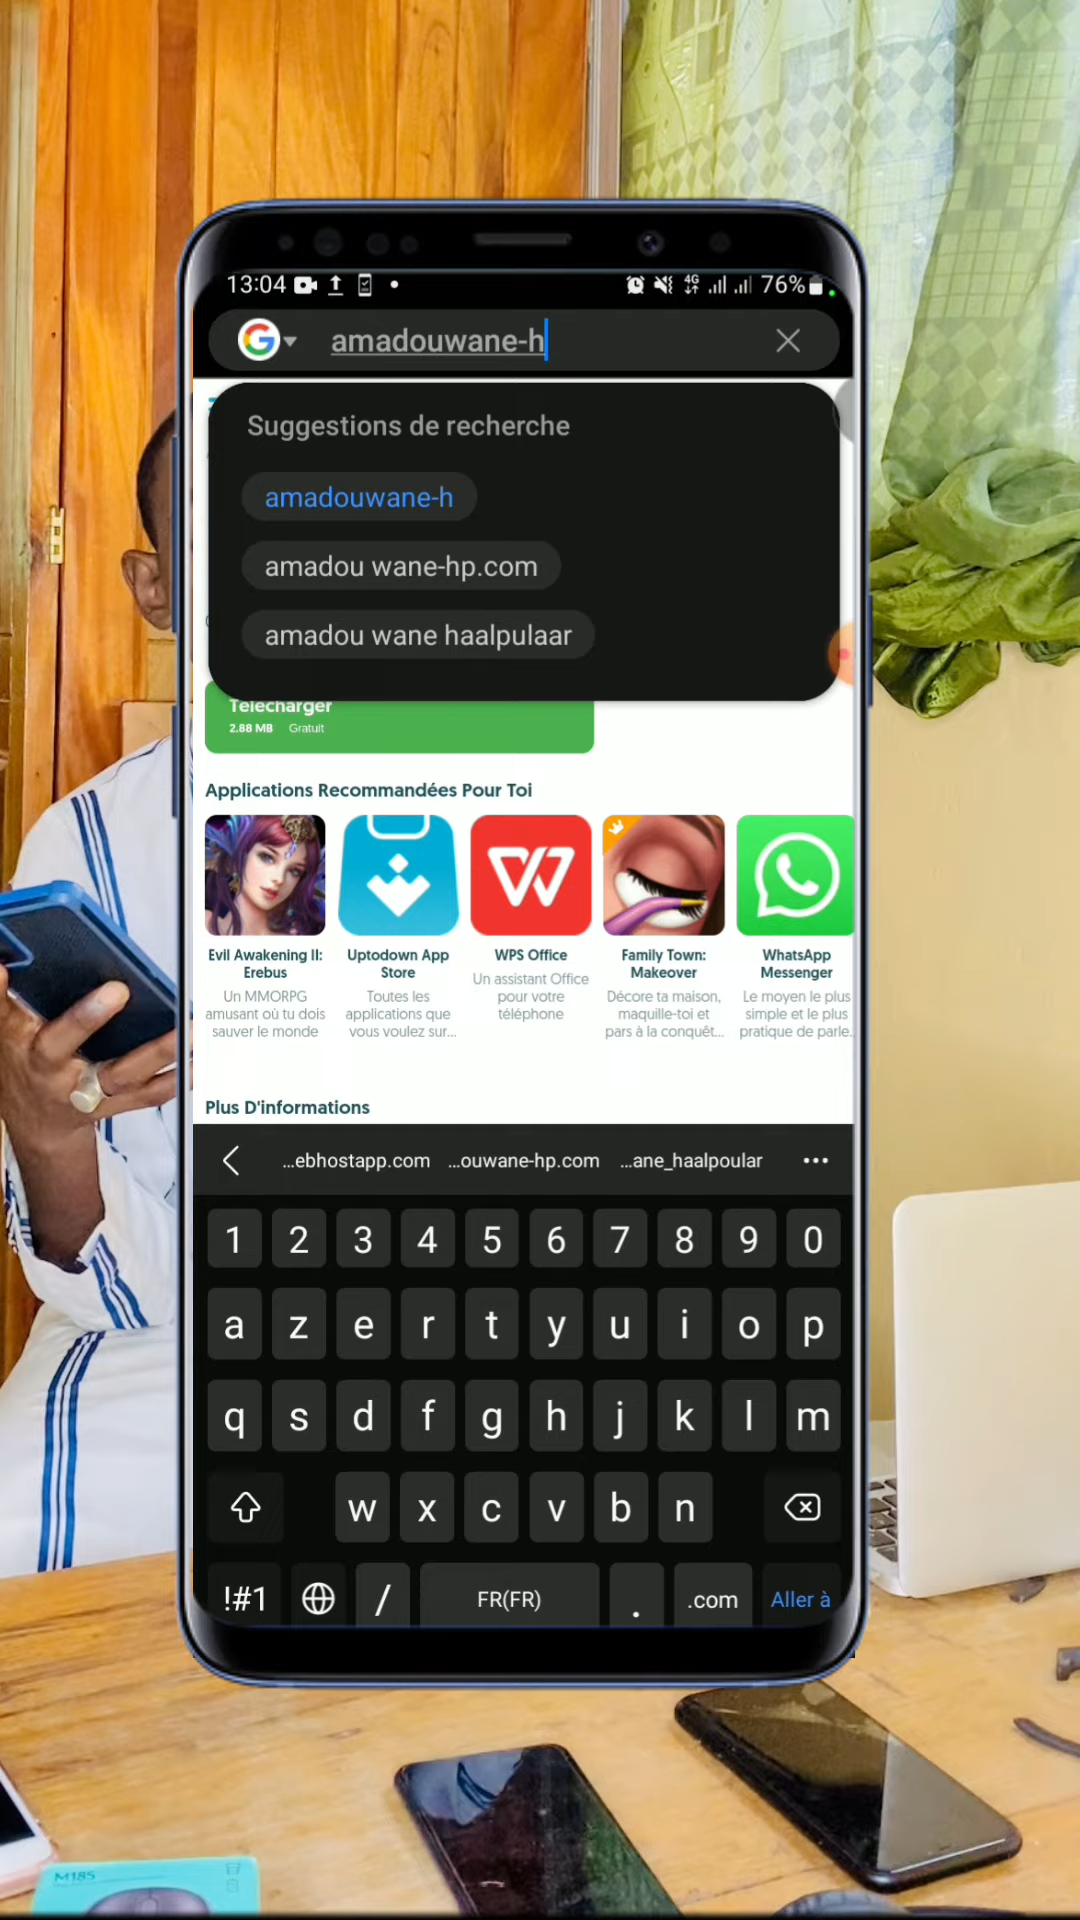 13:04
4G
76%
amadouwane-h
Suggestions de recherche
amadouwane-h
amadou wane-hp.com
amadou wane haalpulaar
Télécharger
2.88 MB Gratuit
Applications Recommandées Pour Toi
Evil Awakening II: Erebus
Un MMORPG amusant où tu dois sauver le monde
Uptodown App Store
Toutes les applications que vous voulez sur...
WPS Office
Un assistant Office pour votre téléphone
Family Town: Makeover
Décore ta maison, maquille-toi et pars à la conquêt...
WhatsApp Messenger
Le moyen le plus simple et le plus pratique de parle..
Plus D'informations
...ebhostapp.com ...ouwane-hp.com ...ane_haalpoular
1 2 3 4 5 6 7 8 9 0
a z e r t y u i o p
q s d f g h j k l m
w x c v b n
!#1 / FR(FR) . .com Aller à
M185